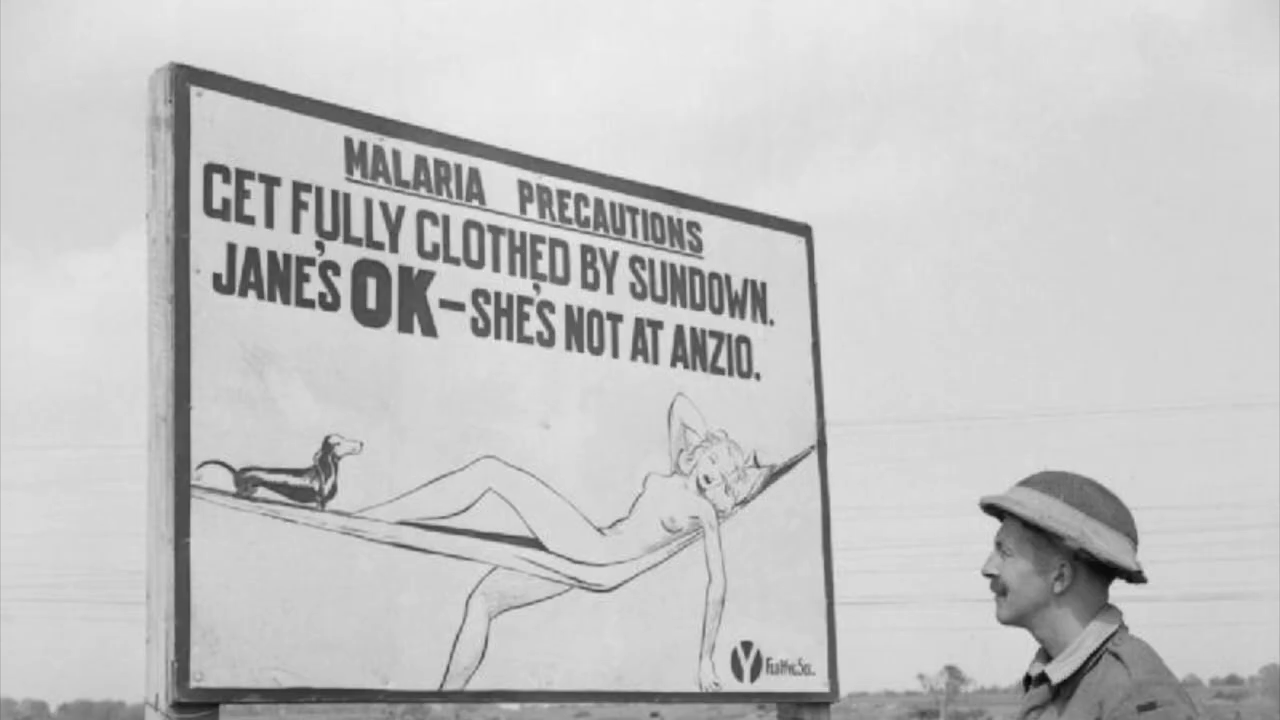 MALARIA PRECAUTIONS
GET FULLY CLOTHED BY SUNDOWN.
JANE'S OK-SHE'S NOT AT ANZIO.
Y